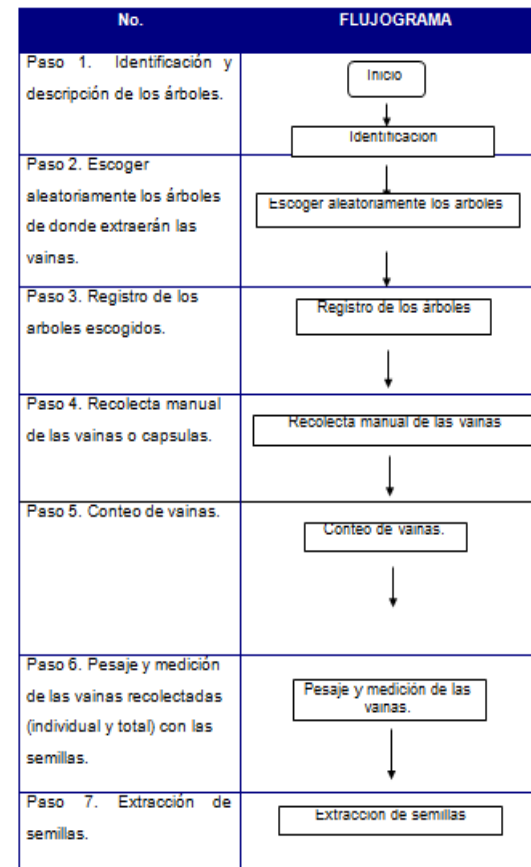 No.
FLUJOGRAMA
Paso 1. Identificación y
descripción de los árboles.
Inicio
Identificación
Paso 2. Escoger
aleatoriamente los árboles
de donde extraerán las
vainas.
Escoger aleatoriamente los árboles
Paso 3. Registro de los
arboles escogidos.
Registro de los árboles
Paso 4. Recolecta manual
de las vainas o capsulas.
Recolecta manual de las vainas
Paso 5. Conteo de vainas.
Conteo de vainas.
Paso 6. Pesaje y medición
de las vainas recolectadas
(individual y total) con las
semillas.
Pesaje y medición de las
vainas.
Paso 7. Extracción de
semillas.
Extracción de semillas